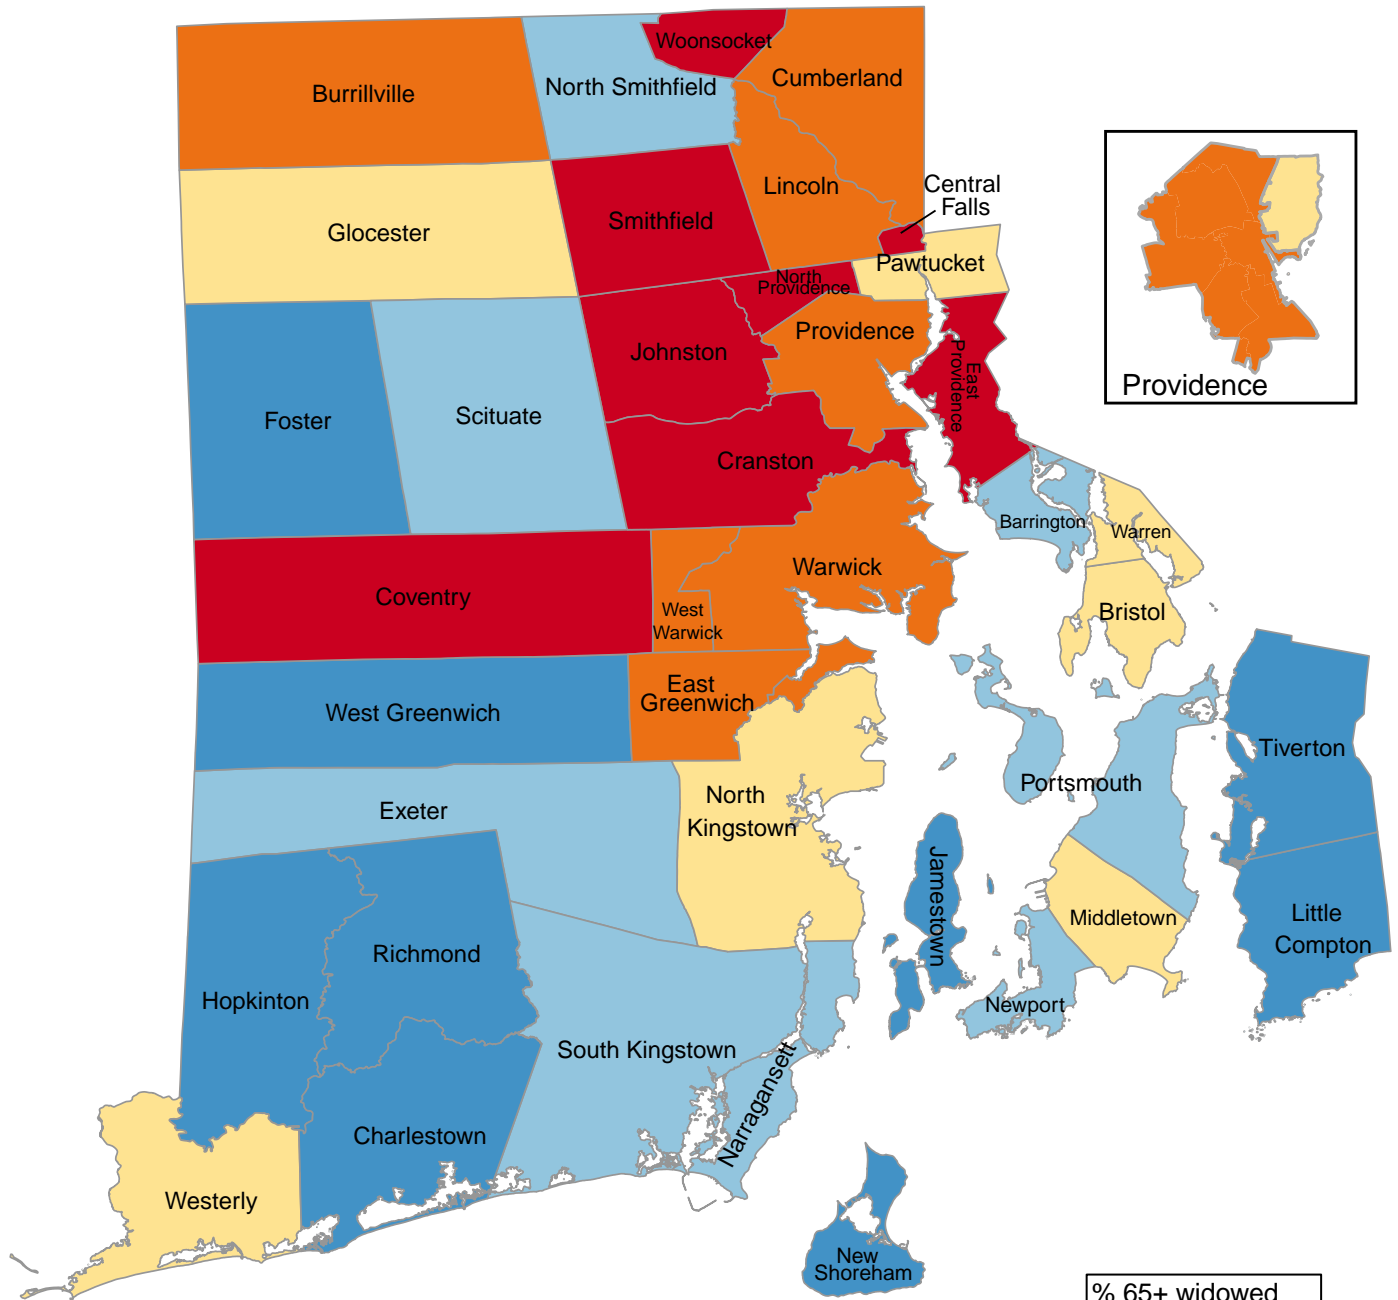 Woonsocket
Burrillville
North Smithfield
Cumberland
Lincoln
Central
Falls
Smithfield
Glocester
Pawtucket
North
Providence
Providence
Johnston
East
Providence
Providence
Foster
Scituate
Cranston
Barrington
Warren
Warwick
Coventry
West
Warwick
Bristol
East
Greenwich
West Greenwich
Tiverton
Portsmouth
Exeter
North
Kingstown
Jamestown
Middletown
Little
Compton
Richmond
Hopkinton
Newport
South Kingstown
Narragansett
Charlestown
Westerly
New
Shoreham
% 65+ widowed